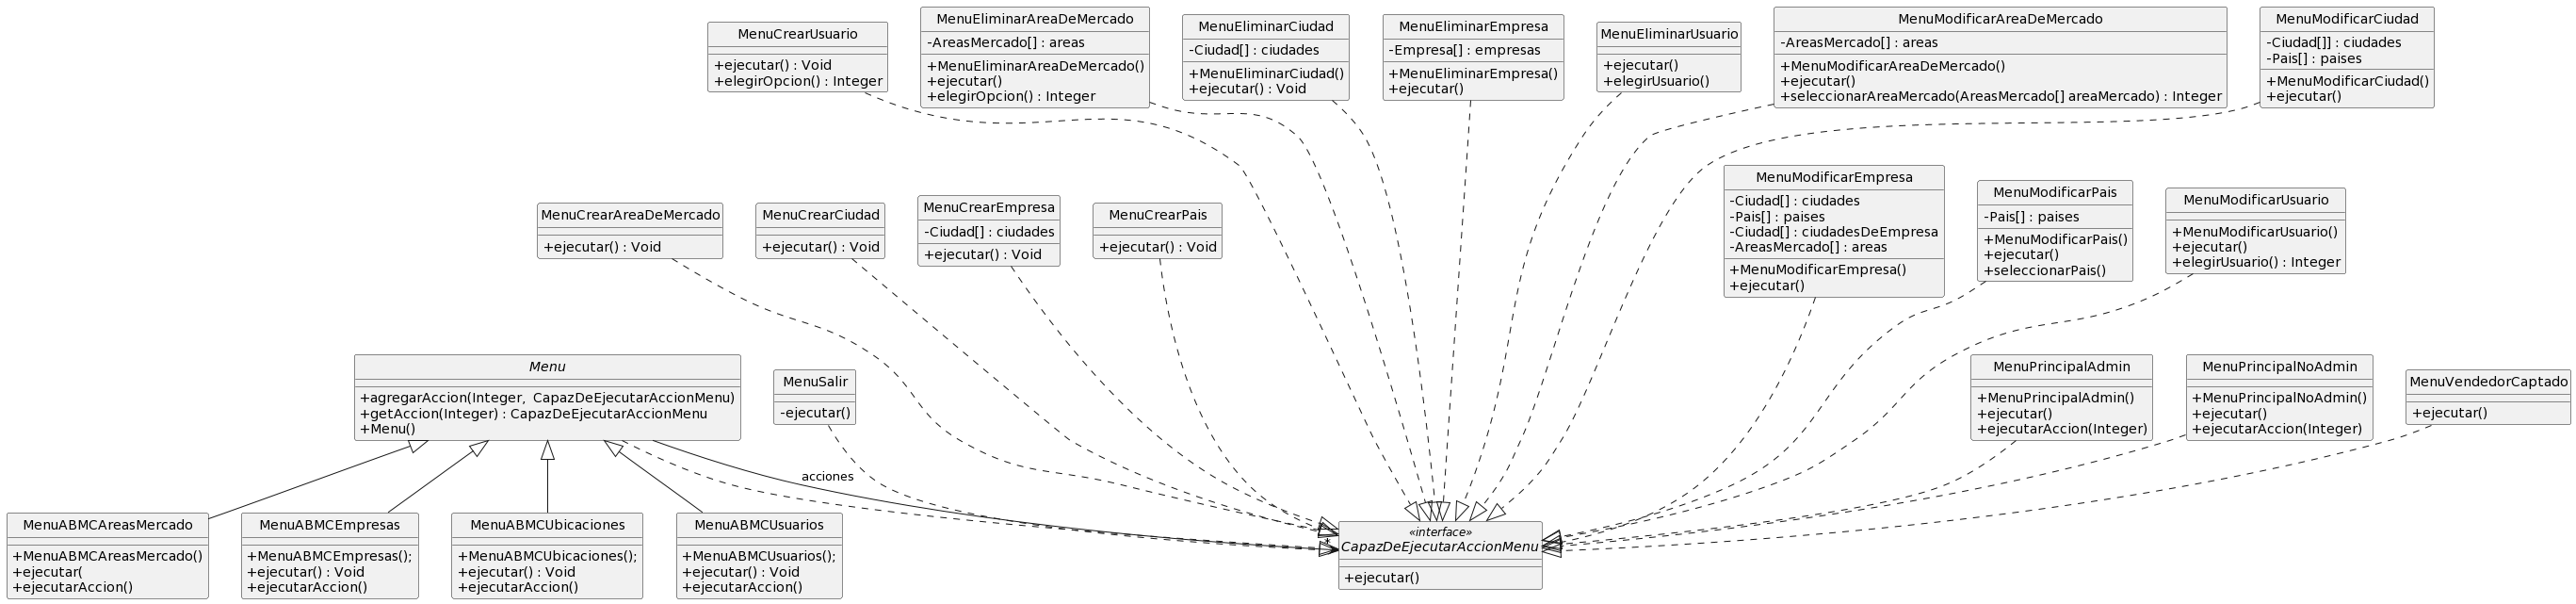 MenuCrearUsuario
+ejecutar() : Void
+elegirOpcion() : Integer
MenuEliminarAreaDeMercado
-AreasMercado[] : areas
+MenuEliminarAreaDeMercado()
+ejecutar()
+elegirOpcion() : Integer
MenuEliminarCiudad
-Ciudad[] : ciudades
+MenuEliminarCiudad()
+ejecutar() : Void
MenuEliminarEmpresa
-Empresa[] : empresas
+MenuEliminarEmpresa()
+ejecutar()
MenuEliminarUsuario
+ejecutar()
+elegirUsuario()
MenuModificarAreaDeMercado
-AreasMercado[] : areas
+MenuModificarAreaDeMercado()
+ejecutar()
+seleccionarAreaMercado(AreasMercado[] areaMercado) : Integer
MenuModificarCiudad
-Ciudad[]] : ciudades
-Pais[] : paises
+MenuModificarCiudad()
+ejecutar()
MenuCrearAreaDeMercado
+ejecutar() : Void
MenuCrearCiudad
+ejecutar() : Void
MenuCrearEmpresa
-Ciudad[] : ciudades
+ejecutar() : Void
MenuCrearPais
+ejecutar() : Void
MenuModificarEmpresa
-Ciudad[] : ciudades
-Pais[] : paises
-Ciudad[] : ciudadesDeEmpresa
-AreasMercado[] : areas
+MenuModificarEmpresa()
+ejecutar()
MenuModificarPais
-Pais[] : paises
+MenuModificarPais()
+ejecutar()
+seleccionarPais()
MenuModificarUsuario
+MenuModificarUsuario()
+ejecutar()
+elegirUsuario() : Integer
Menu
+agregarAccion(Integer,  CapazDeEjecutarAccionMenu)
+getAccion(Integer) : CapazDeEjecutarAccionMenu
+Menu()
MenuSalir
-ejecutar()
MenuPrincipalAdmin
+MenuPrincipalAdmin()
+ejecutar()
+ejecutarAccion(Integer)
MenuPrincipalNoAdmin
+MenuPrincipalNoAdmin()
+ejecutar()
+ejecutarAccion(Integer)
MenuVendedorCaptado
+ejecutar()
acciones
*
MenuABMCAreasMercado
+MenuABMCAreasMercado()
+ejecutar(
+ejecutarAccion()
MenuABMCEmpresas
+MenuABMCEmpresas();
+ejecutar() : Void
+ejecutarAccion()
MenuABMCUbicaciones
+MenuABMCUbicaciones();
+ejecutar() : Void
+ejecutarAccion()
MenuABMCUsuarios
+MenuABMCUsuarios();
+ejecutar() : Void
+ejecutarAccion()
«interface»
CapazDeEjecutarAccionMenu
+ejecutar()